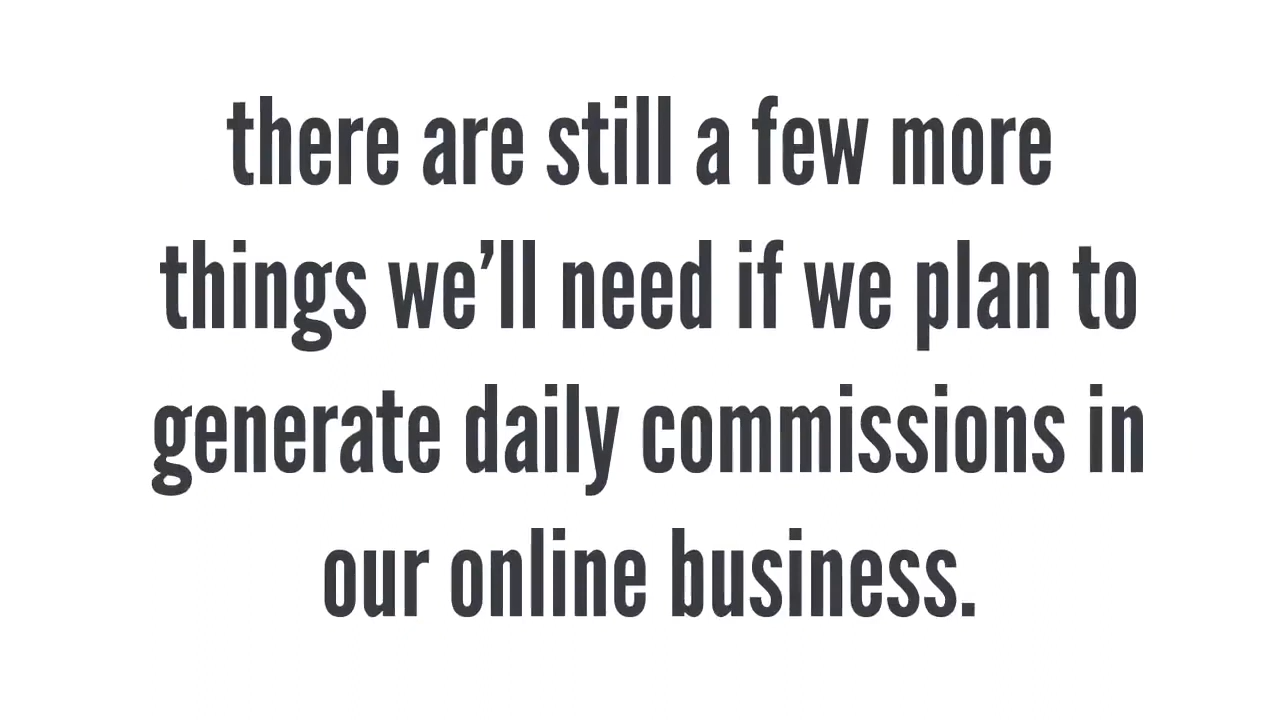 there are still a few more
things we’ll need if we plan to
generate daily commissions in
our online business.